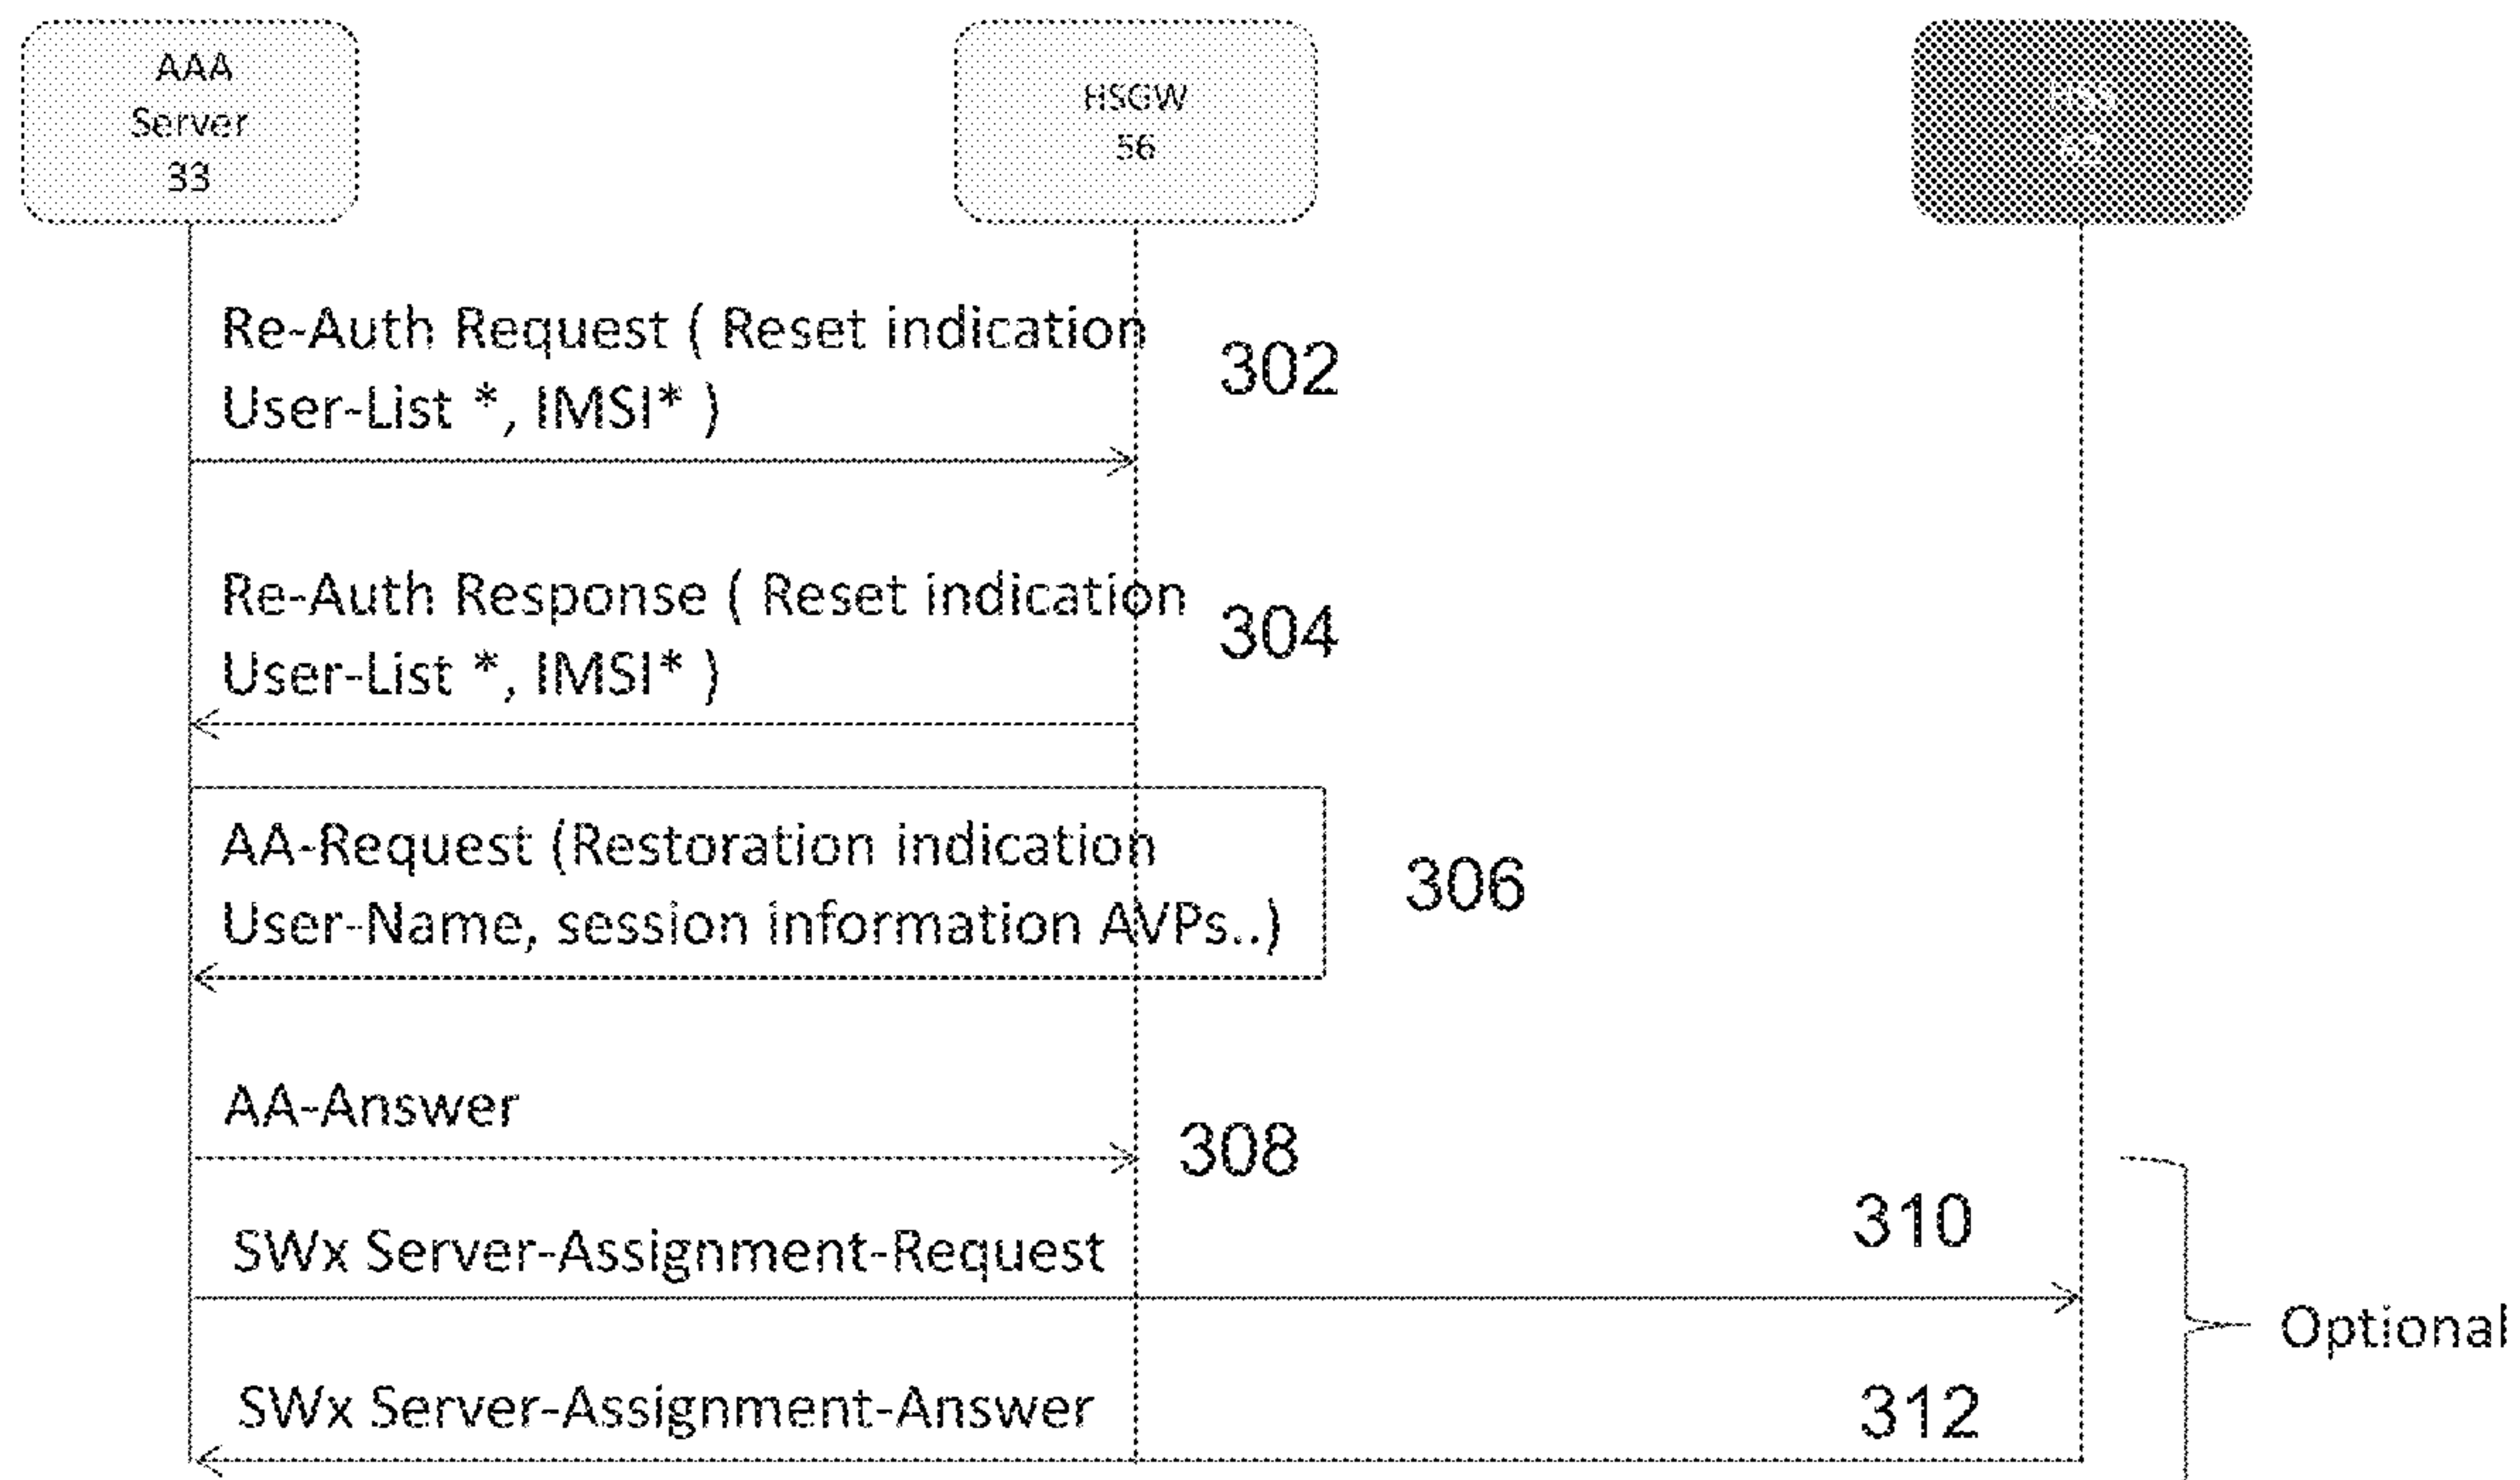 AAA
Server
33
HSGW
56
Re-Auth Request ( Reset indication
User-List *, IMSI* )
302
Re-Auth Response ( Reset indication
User-List *, IMSI* )
304
AA-Request (Restoration indication
User-Name, session information AVPs..)
306
AA-Answer
308
SWx Server-Assignment-Request
310
Optional
SWx Server-Assignment-Answer
312